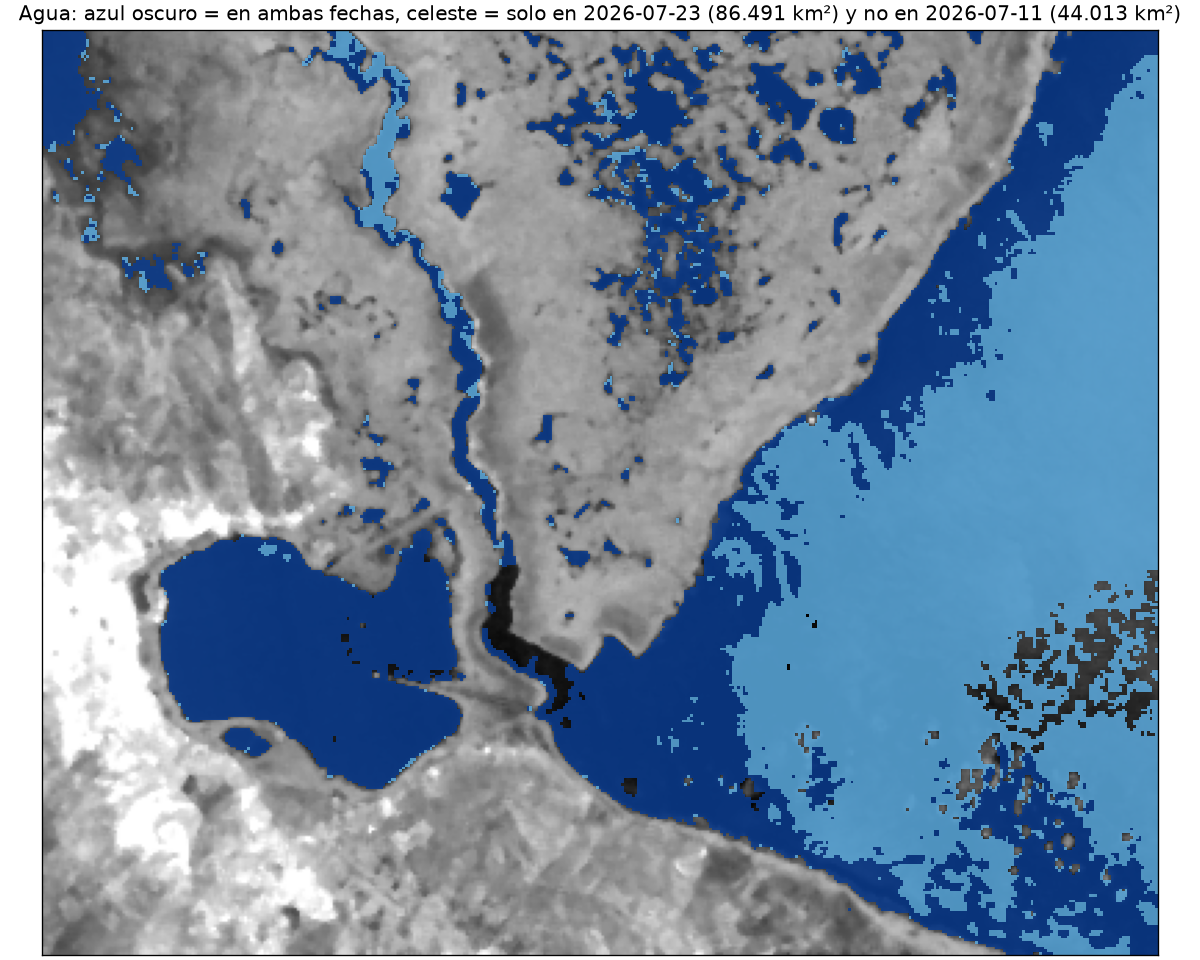 Agua: azul oscuro = en ambas fechas, celeste = solo en 2026-07-23 (86.491 km²) y no en 2026-07-11 (44.013 km²)